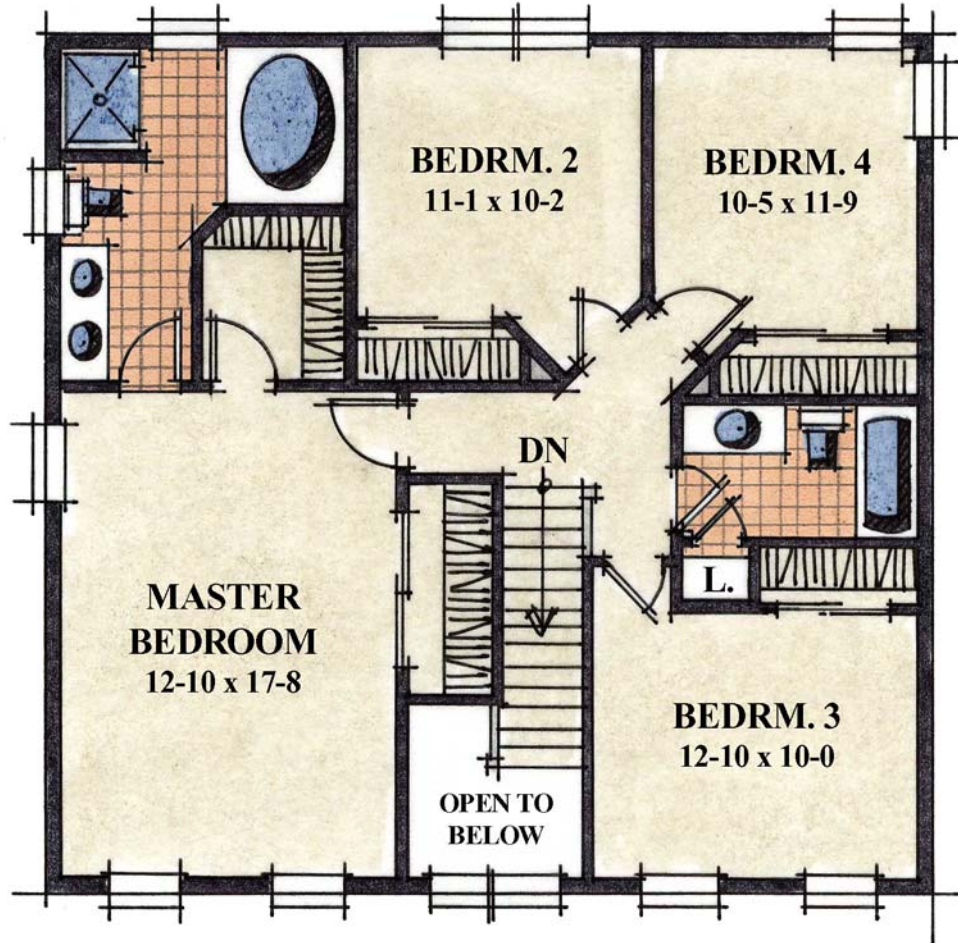 BEDRM. 2
11-1 x 10-2
BEDRM. 4
10-5 x 11-9
DN
MASTER
BEDROOM
12-10 x 17-8
L.
BEDRM. 3
12-10 x 10-0
OPEN TO
BELOW